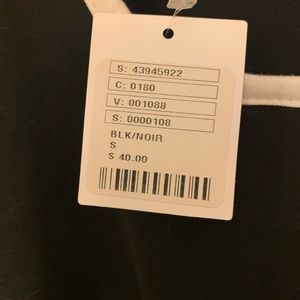 S: 43945922
C: 0180
V: 001088
S: 0000108
BLK/NOIR
S
$ 40.00